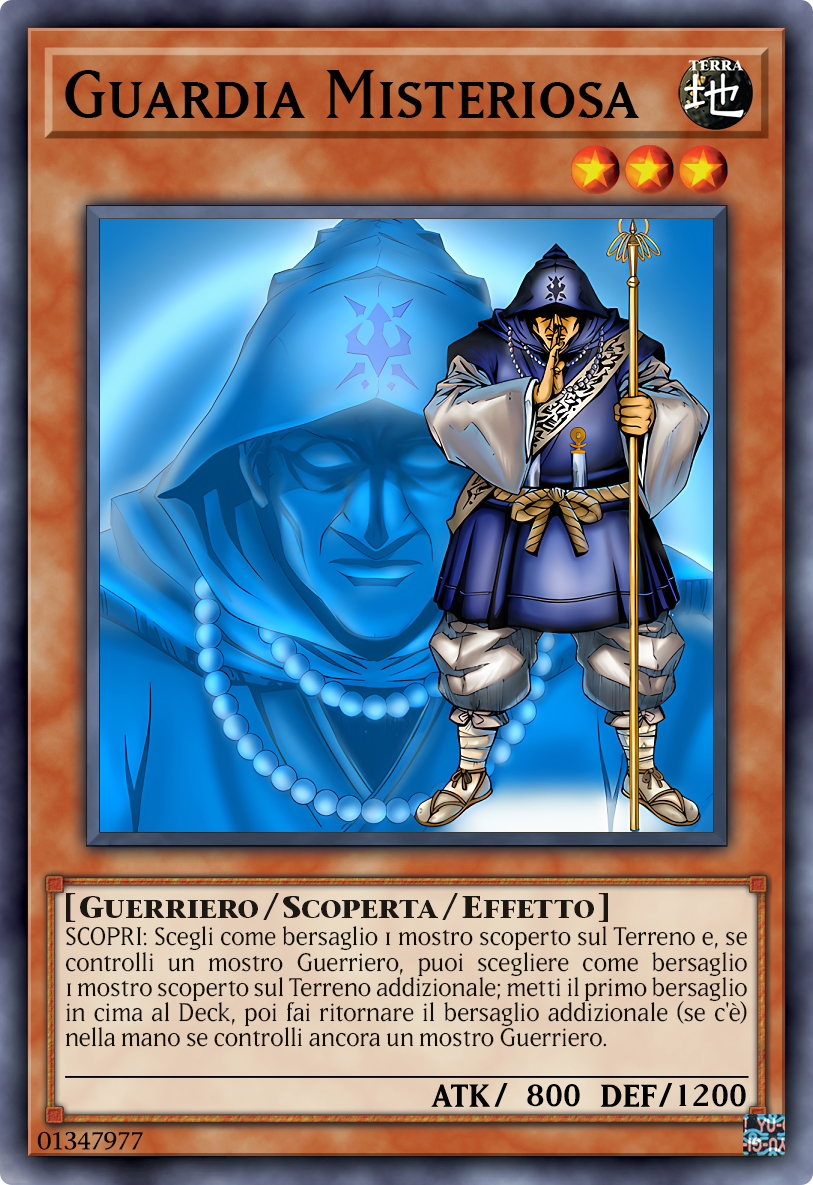 Guardia Misteriosa
TERRA
地
[Guerriero/Scoperta/Effetto]
SCOPRI: Scegli come bersaglio 1 mostro scoperto sul Terreno e, se
controlli un mostro Guerriero, puoi scegliere come bersaglio
1 mostro scoperto sul Terreno addizionale; metti il primo bersaglio
in cima al Deck, poi fai ritornare il bersaglio addizionale (se c'è)
nella mano se controlli ancora un mostro Guerriero.
ATK/ 800 DEF/1200
01347977